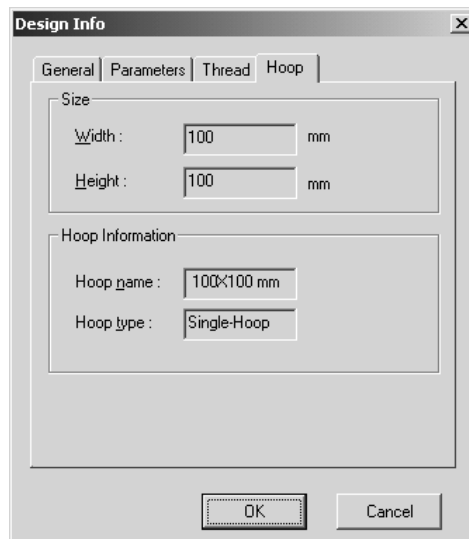 Design Info
General Parameters Thread Hoop
Size
Width : 100 mm
Height : 100 mm
Hoop Information
Hoop name : 100X100 mm
Hoop type : Single-Hoop
OK Cancel